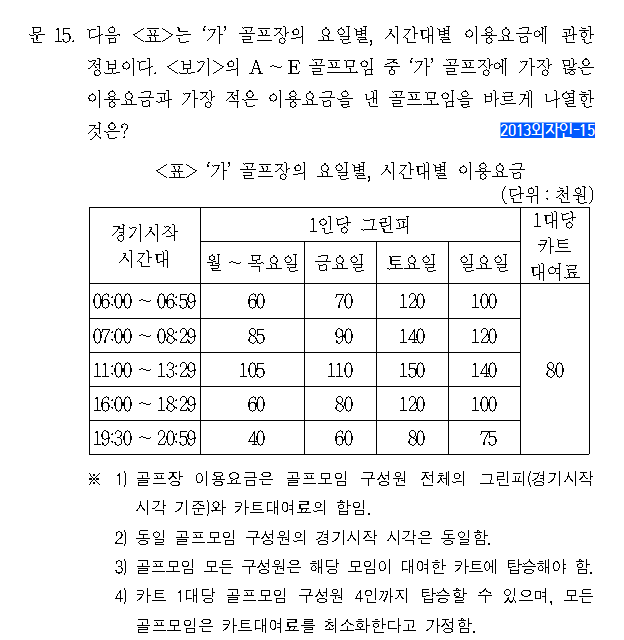 문 15. 다음 <표>는 ‘가’ 골프장의 요일별, 시간대별 이용요금에 관한
정보이다. <보기>의 A ~ E 골프모임 중 ‘가’ 골프장에 가장 많은
이용요금과 가장 적은 이용요금을 낸 골프모임을 바르게 나열한
것은? 2013외자인-15
<표> ‘가’ 골프장의 요일별, 시간대별 이용요금
(단위 : 천원)
경기시작 시간대 1인당 그린피 1대당 카트 대여료
월 ~ 목요일 금요일 토요일 일요일
06:00 ~ 06:59 60 70 120 100
07:00 ~ 08:29 85 90 140 120
11:00 ~ 13:29 105 110 150 140 80
16:00 ~ 18:29 60 80 120 100
19:30 ~ 20:59 40 60 80 75
※ 1) 골프장 이용요금은 골프모임 구성원 전체의 그린피(경기시작
시각 기준)와 카트대여료의 합임.
2) 동일 골프모임 구성원의 경기시작 시각은 동일함.
3) 골프모임 모든 구성원은 해당 모임이 대여한 카트에 탑승해야 함.
4) 카트 1대당 골프모임 구성원 4인까지 탑승할 수 있으며, 모든
골프모임은 카트대여료를 최소화한다고 가정함.